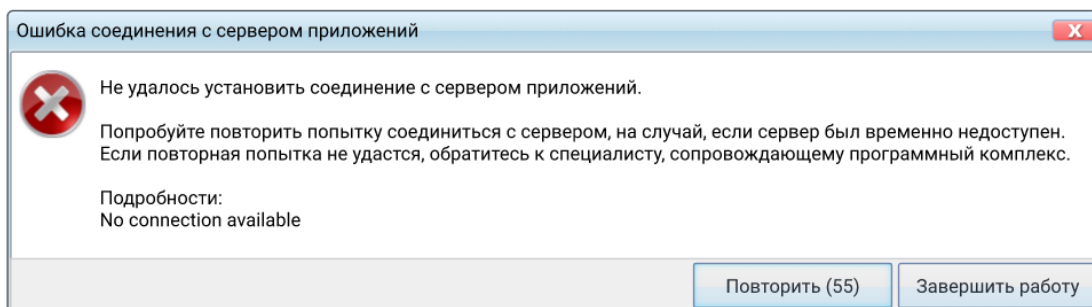 Ошибка соединения с сервером приложений
X
Не удалось установить соединение с сервером приложений.
Попробуйте повторить попытку соединиться с сервером, на случай, если сервер был временно недоступен.
Если повторная попытка не удастся, обратитесь к специалисту, сопровождающему программный комплекс.
Подробности:
No connection available
Повторить (55)
Завершить работу